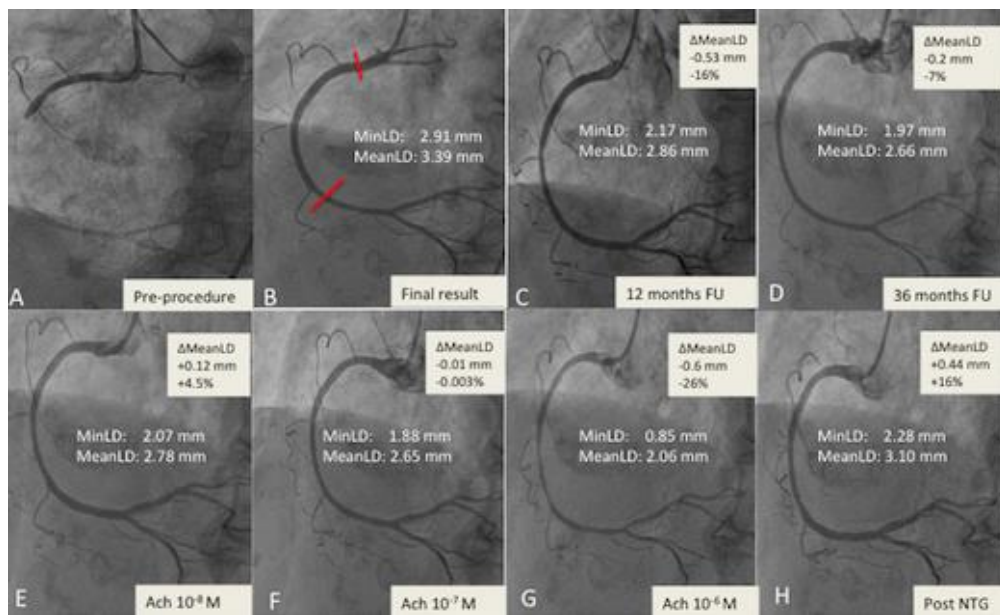 A
Pre-procedure
MinLD: 2.91 mm
MeanLD: 3.39 mm
B
Final result
ΔMeanLD
-0.53 mm
-16%
MinLD: 2.17 mm
MeanLD: 2.86 mm
C
12 months FU
ΔMeanLD
-0.2 mm
-7%
MinLD: 1.97 mm
MeanLD: 2.66 mm
D
36 months FU
ΔMeanLD
+0.12 mm
+4.5%
MinLD: 2.07 mm
MeanLD: 2.78 mm
E
Ach 10⁻⁸ M
ΔMeanLD
-0.01 mm
-0.003%
MinLD: 1.88 mm
MeanLD: 2.65 mm
F
Ach 10⁻⁷ M
ΔMeanLD
-0.6 mm
-26%
MinLD: 0.85 mm
MeanLD: 2.06 mm
G
Ach 10⁻⁶ M
ΔMeanLD
+0.44 mm
+16%
MinLD: 2.28 mm
MeanLD: 3.10 mm
H
Post NTG